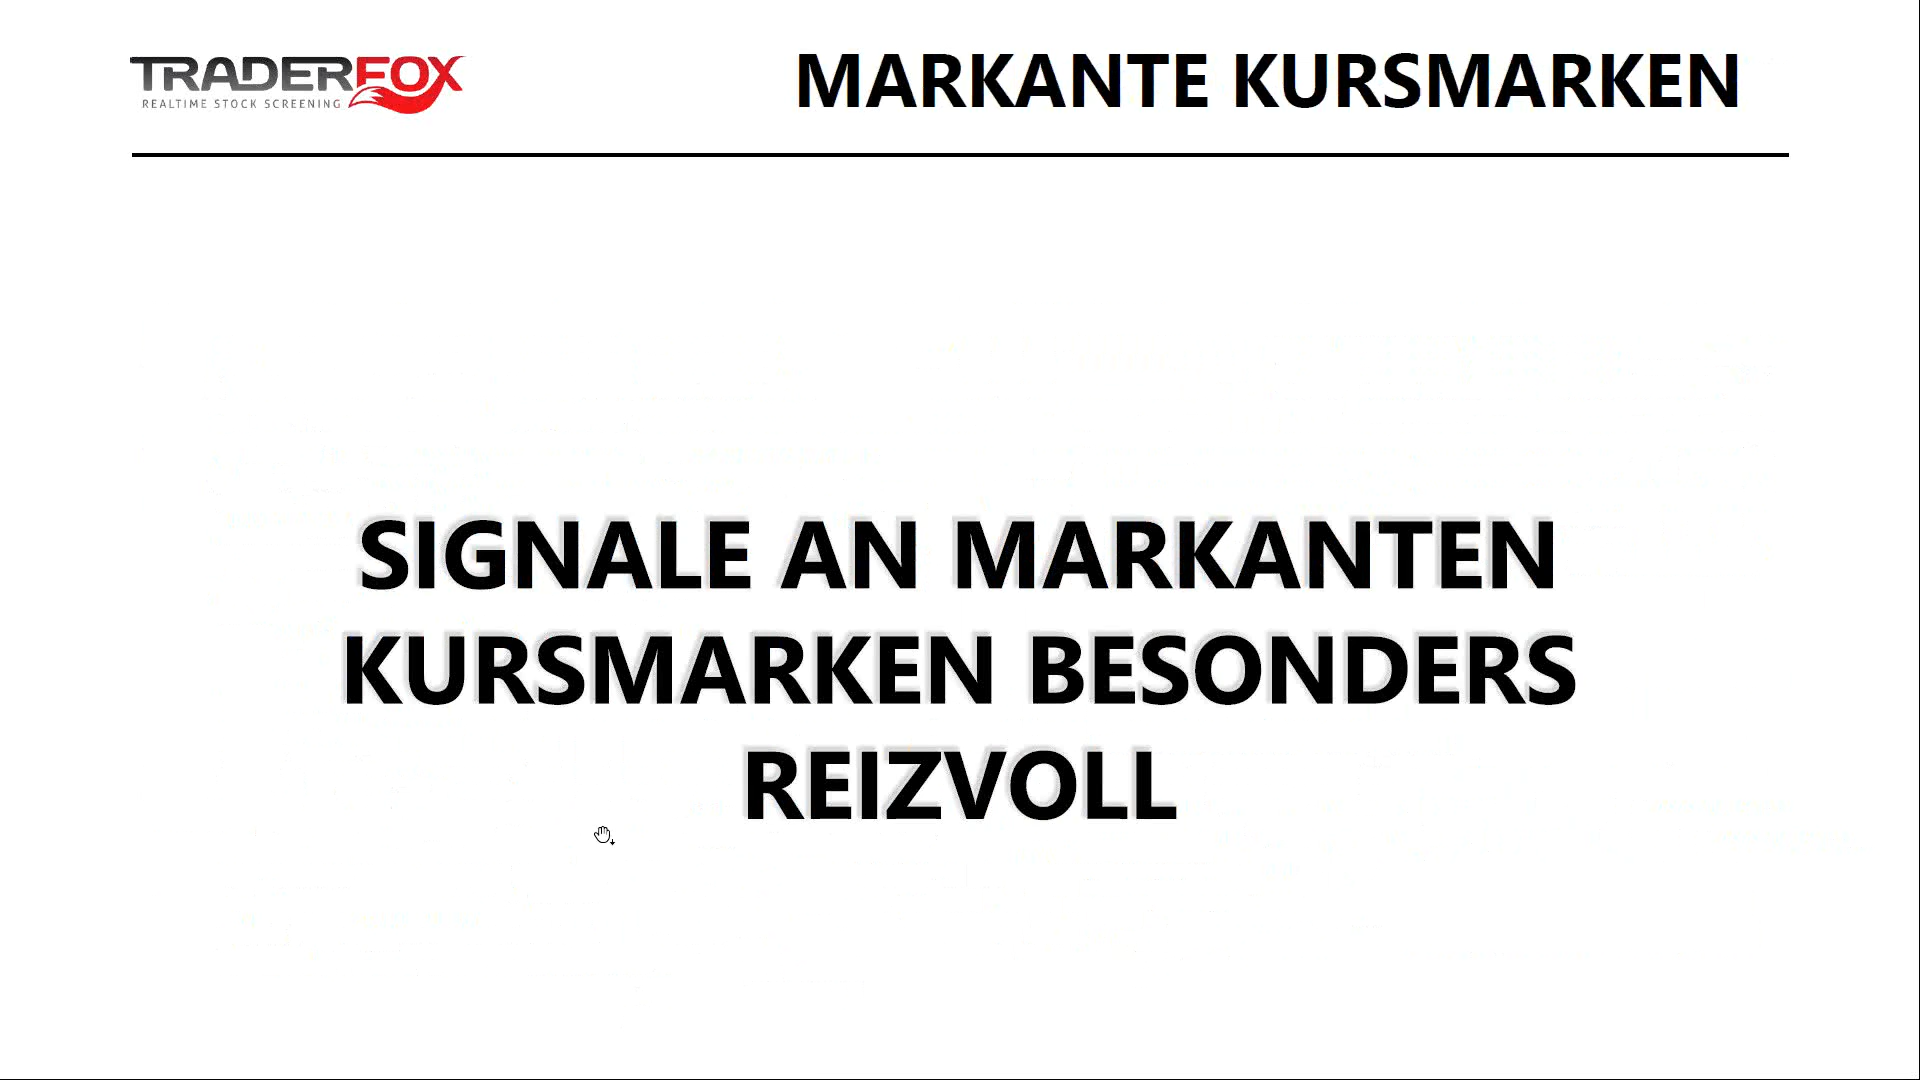 TRADERFOX
REALTIME STOCK SCREENING
MARKANTE KURSMARKEN
SIGNALE AN MARKANTEN
KURSMARKEN BESONDERS
REIZVOLL